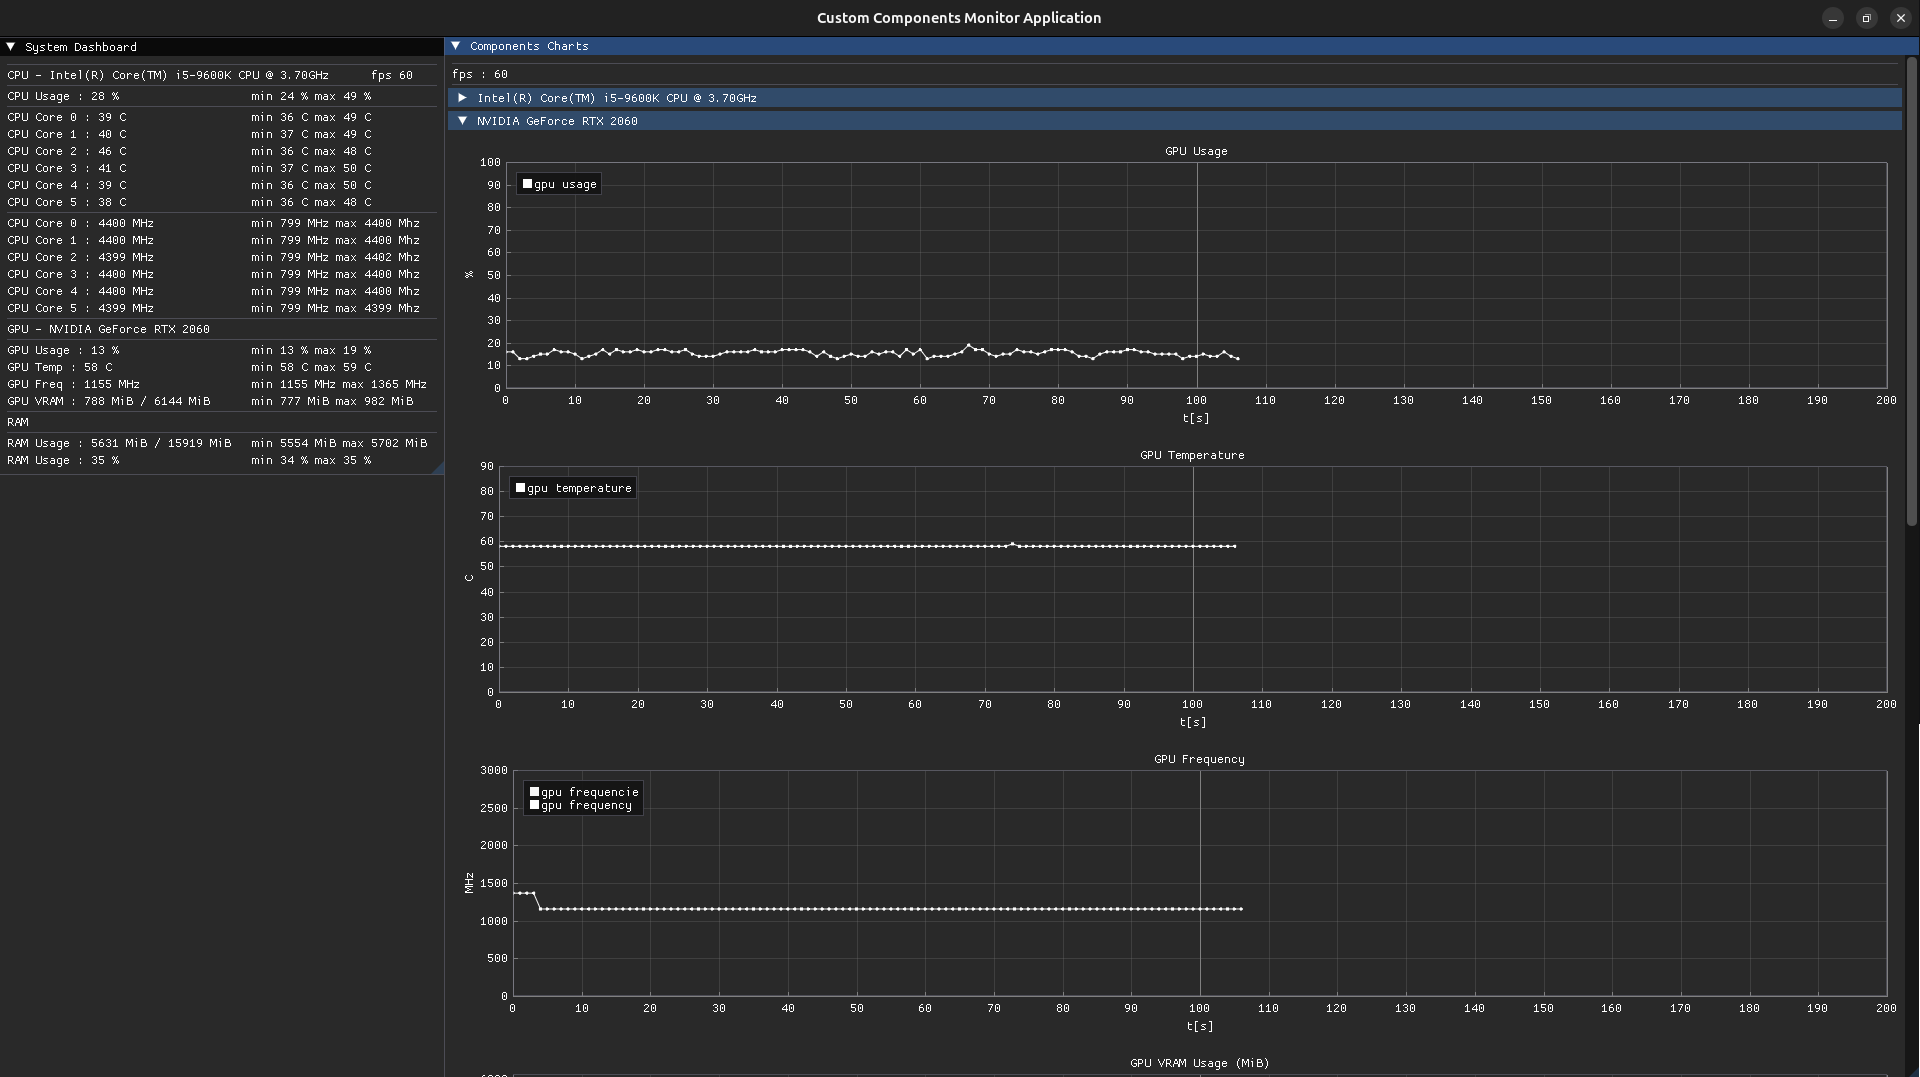 Custom Components Monitor Application
System Dashboard
CPU - Intel(R) Core(TM) i5-9600K CPU @ 3.70GHz fps 60
CPU Usage : 28 % min 24 % max 49 %
CPU Core 0 : 39 C min 36 C max 49 C
CPU Core 1 : 40 C min 37 C max 49 C
CPU Core 2 : 46 C min 36 C max 48 C
CPU Core 3 : 41 C min 37 C max 50 C
CPU Core 4 : 39 C min 36 C max 50 C
CPU Core 5 : 38 C min 36 C max 48 C
CPU Core 0 : 4400 MHz min 799 MHz max 4400 Mhz
CPU Core 1 : 4400 MHz min 799 MHz max 4400 Mhz
CPU Core 2 : 4399 MHz min 799 MHz max 4402 Mhz
CPU Core 3 : 4400 MHz min 799 MHz max 4400 Mhz
CPU Core 4 : 4400 MHz min 799 MHz max 4400 Mhz
CPU Core 5 : 4399 MHz min 799 MHz max 4399 Mhz
GPU - NVIDIA GeForce RTX 2060
GPU Usage : 13 % min 13 % max 19 %
GPU Temp : 58 C min 58 C max 59 C
GPU Freq : 1155 MHz min 1155 MHz max 1365 MHz
GPU VRAM : 788 MiB / 6144 MiB min 777 MiB max 982 MiB
RAM
RAM Usage : 5631 MiB / 15919 MiB min 5554 MiB max 5702 MiB
RAM Usage : 35 % min 34 % max 35 %
Components Charts
fps : 60
Intel(R) Core(TM) i5-9600K CPU @ 3.70GHz
NVIDIA GeForce RTX 2060
GPU Usage
gpu usage
100
90
80
70
60
50
40
30
20
10
0
%
0 10 20 30 40 50 60 70 80 90 100 110 120 130 140 150 160 170 180 190 200
t[s]
GPU Temperature
gpu temperature
90
80
70
60
50
40
30
20
10
0
C
0 10 20 30 40 50 60 70 80 90 100 110 120 130 140 150 160 170 180 190 200
t[s]
GPU Frequency
gpu frequencie
gpu frequency
3000
2500
2000
1500
1000
500
0
MHz
0 10 20 30 40 50 60 70 80 90 100 110 120 130 140 150 160 170 180 190 200
t[s]
GPU VRAM Usage (MiB)